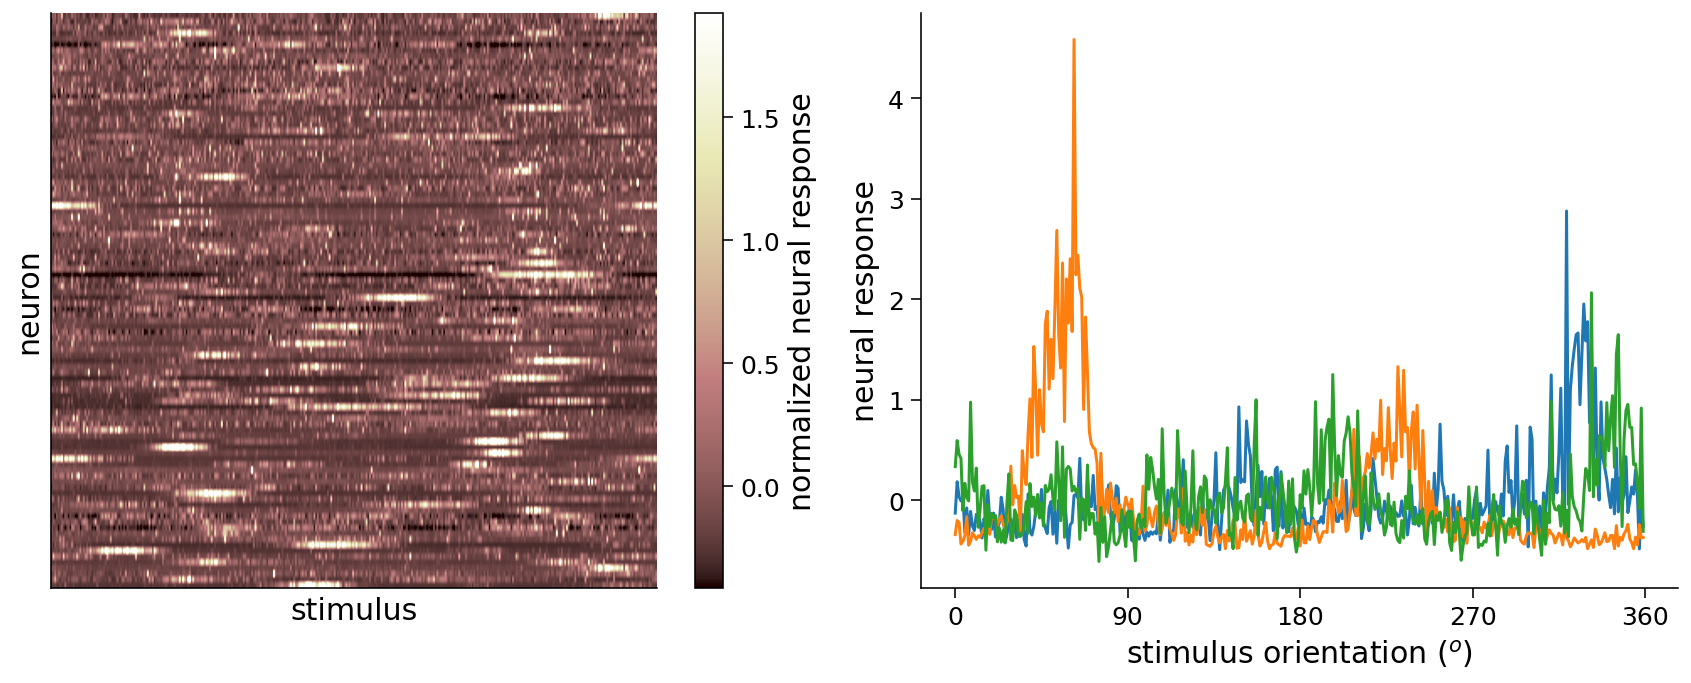 neuron
stimulus
1.5
1.0
0.5
0.0
normalized neural response
neural response
4
3
2
1
0
0 90 180 270 360
stimulus orientation (º)